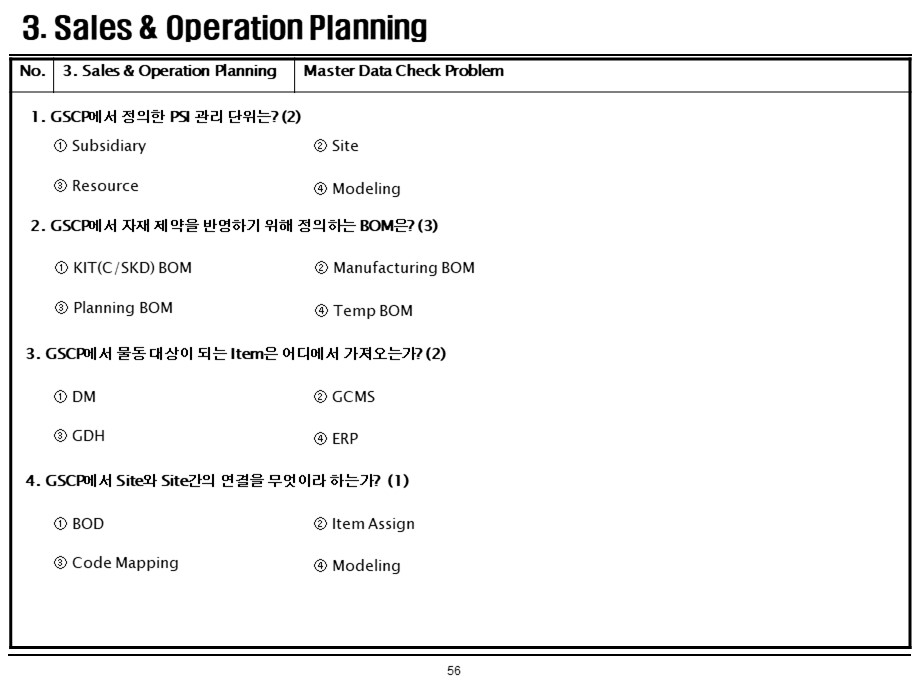 3. Sales & Operation Planning
No. 3. Sales & Operation Planning Master Data Check Problem
1. GSCP에서 정의한 PSI 관리 단위는? (2)
① Subsidiary ② Site
③ Resource ④ Modeling
2. GSCP에서 자재 제약을 반영하기 위해 정의하는 BOM은? (3)
① KIT(C/SKD) BOM ② Manufacturing BOM
③ Planning BOM ④ Temp BOM
3. GSCP에서 물동 대상이 되는 Item은 어디에서 가져오는가? (2)
① DM ② GCMS
③ GDH ④ ERP
4. GSCP에서 Site와 Site간의 연결을 무엇이라 하는가? (1)
① BOD ② Item Assign
③ Code Mapping ④ Modeling
56